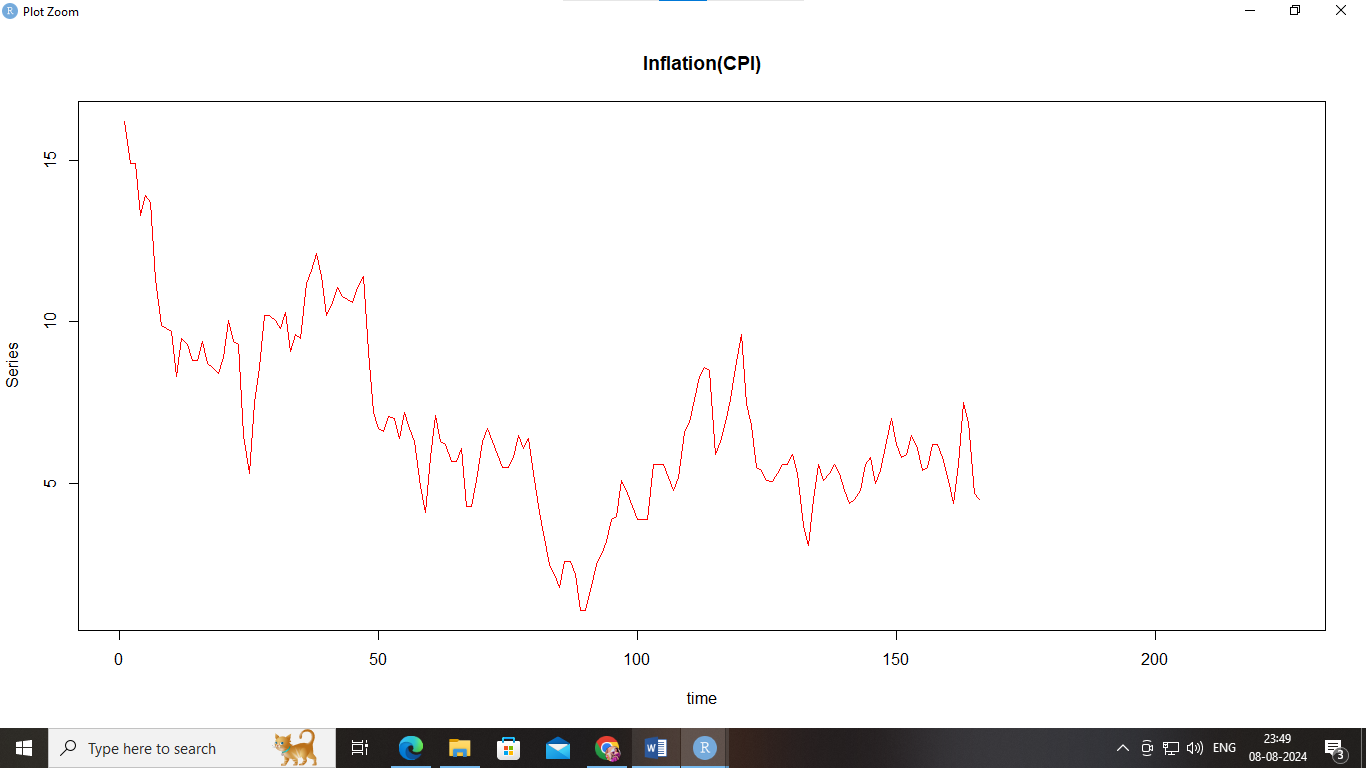 R Plot Zoom
Inflation(CPI)
15
10
5
Series
0 50 100 150 200
time
Type here to search
W
R
ENG
23:49
08-08-2024
3